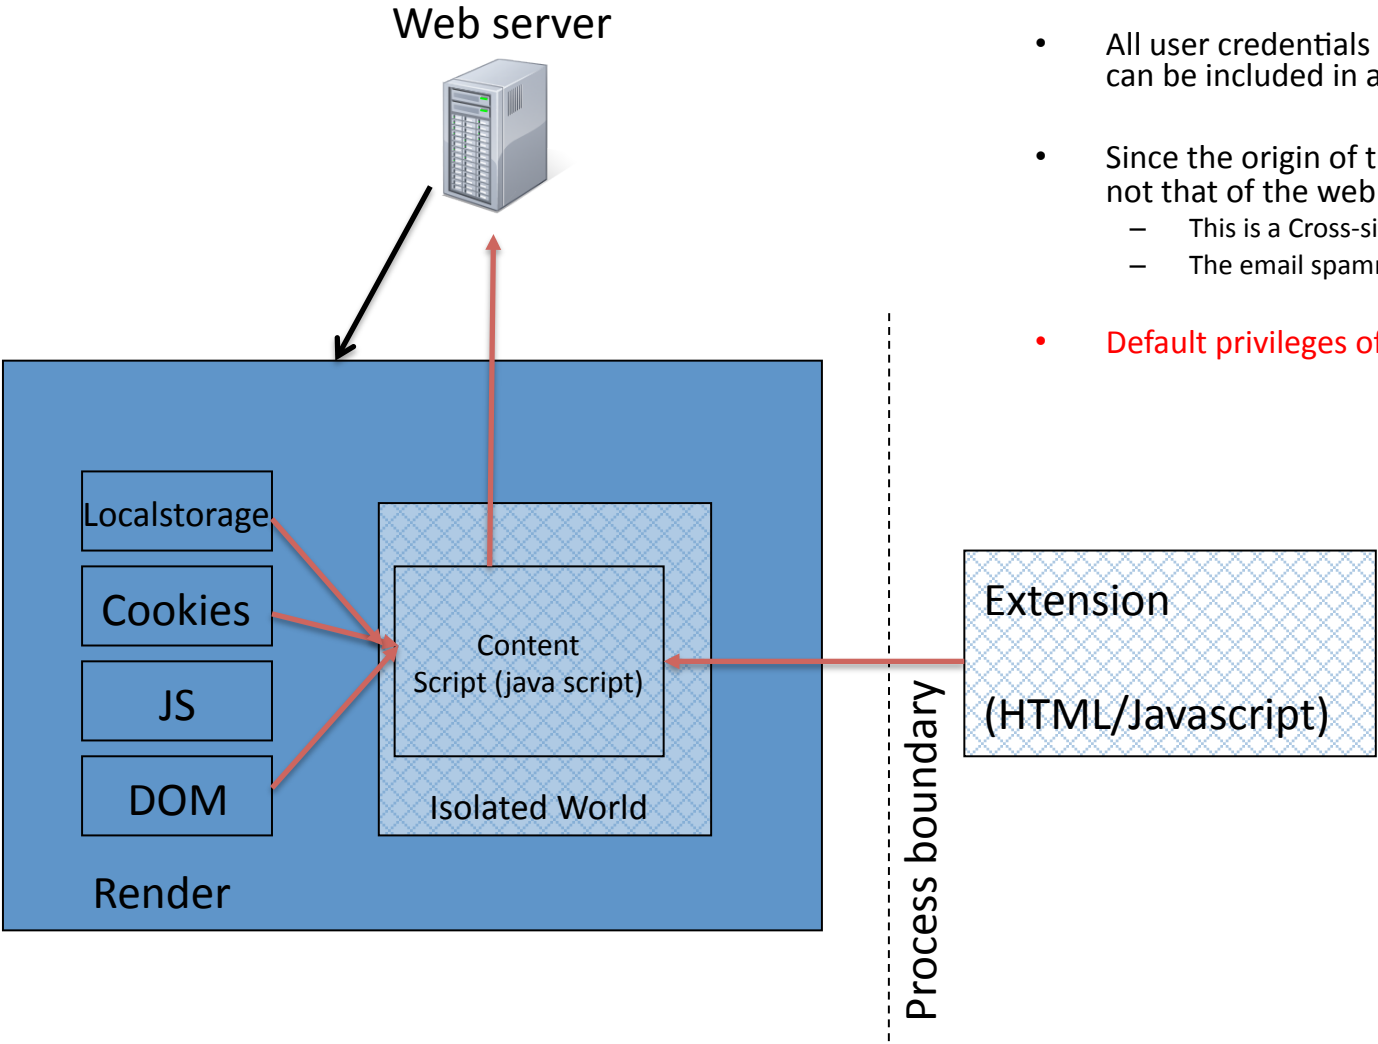 Web server
• All user credentials
can be included in a
• Since the origin of t
not that of the web
– This is a Cross-si
– The email spam
• Default privileges of
Localstorage
Cookies
JS
DOM
Render
Content
Script (java script)
Isolated World
Process boundary
Extension
(HTML/Javascript)